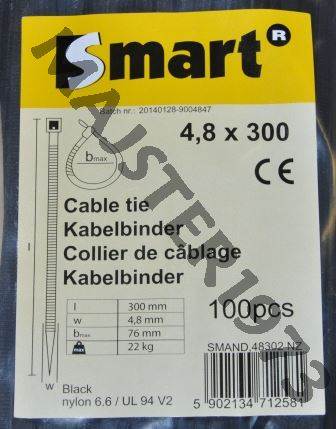 Smart®
Batch nr.: 20140128-9004847
4,8 x 300
bmax
CE
Cable tie
Kabelbinder
Collier de câblage
Kabelbinder
l 300 mm
w 4,8 mm
bmax 76 mm
max 22 kg
100pcs
SMAND.48302.NZ
l
w
Black
nylon 6.6 / UL 94 V2
5 902134 712581
MAJSTER1973